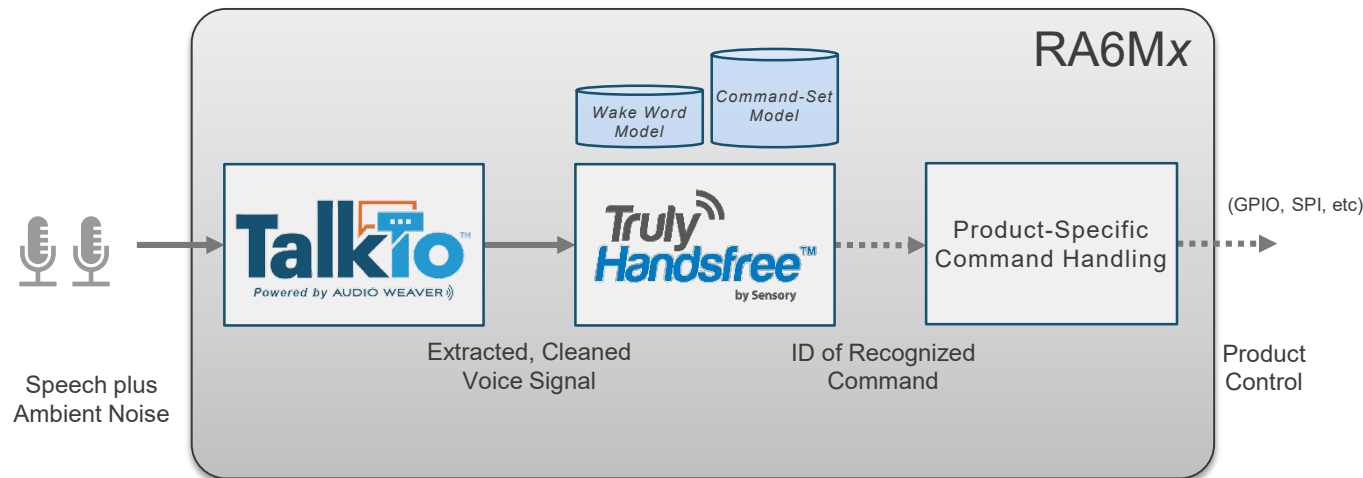 RA6Mx
Wake Word
Model
Command-Set
Model
TalkTo™
Powered by AUDIO WEAVER
Truly
Handsfree™
by Sensory
Product-Specific
Command Handling
(GPIO, SPI, etc)
Speech plus
Ambient Noise
Extracted, Cleaned
Voice Signal
ID of Recognized
Command
Product
Control